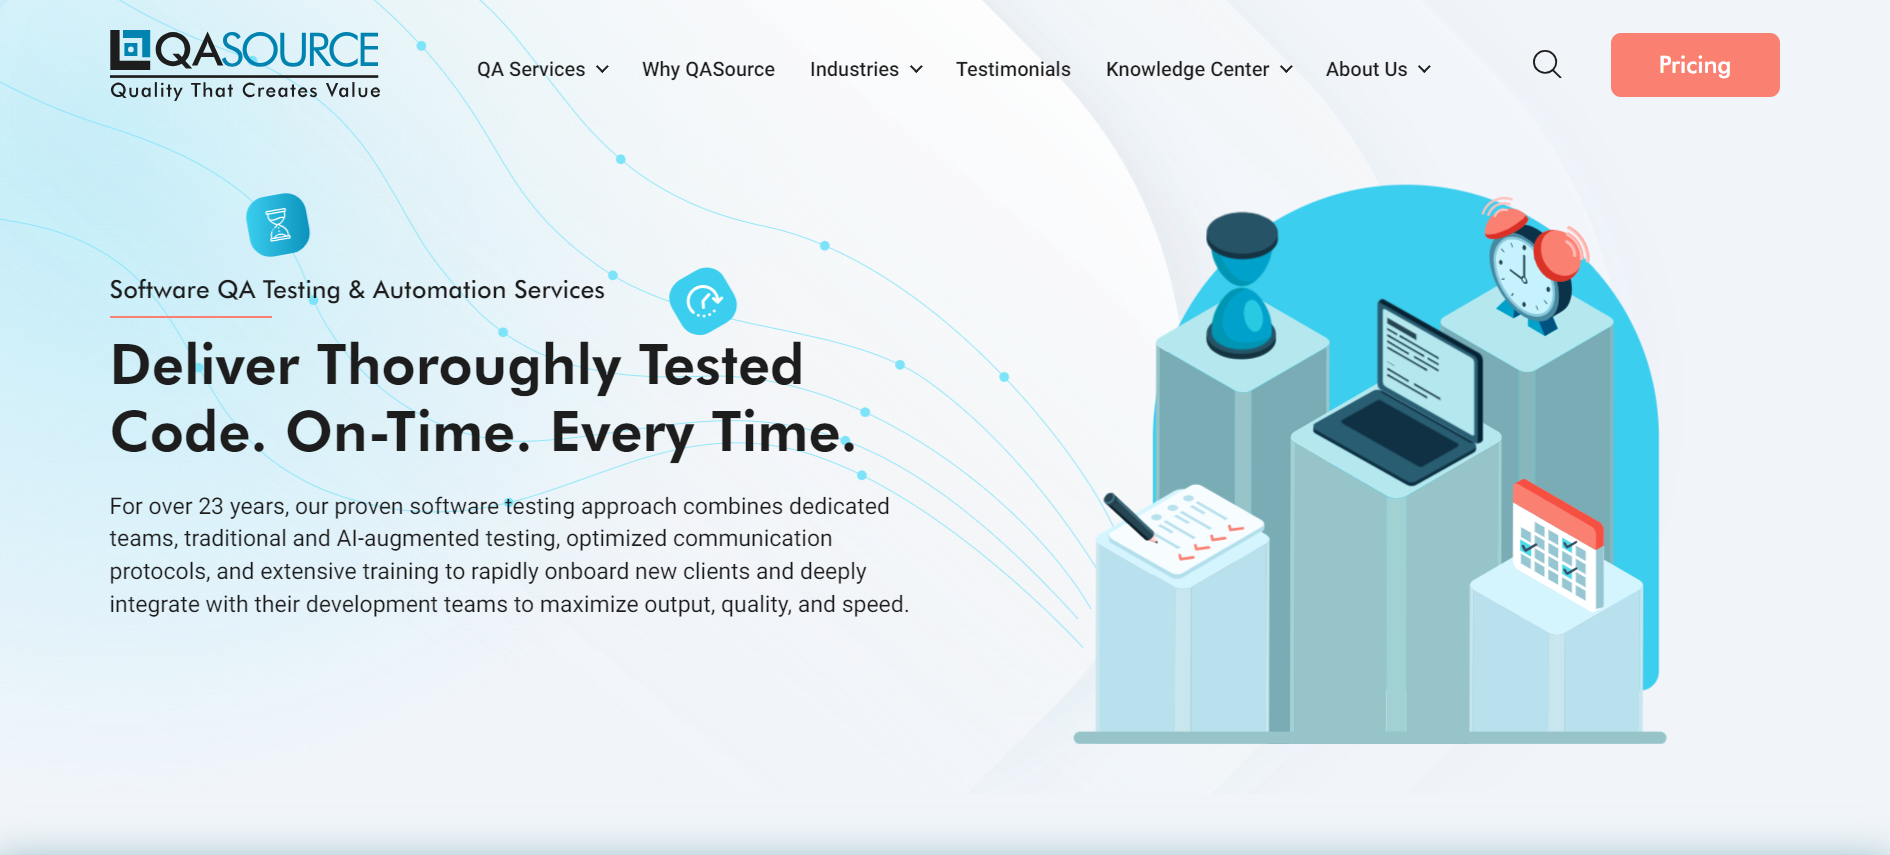 QASOURCE
Quality That Creates Value
QA Services
Why QASource
Industries
Testimonials
Knowledge Center
About Us
Pricing
Software QA Testing & Automation Services
Deliver Thoroughly Tested
Code. On-Time. Every Time.
For over 23 years, our proven software testing approach combines dedicated
teams, traditional and AI-augmented testing, optimized communication
protocols, and extensive training to rapidly onboard new clients and deeply
integrate with their development teams to maximize output, quality, and speed.